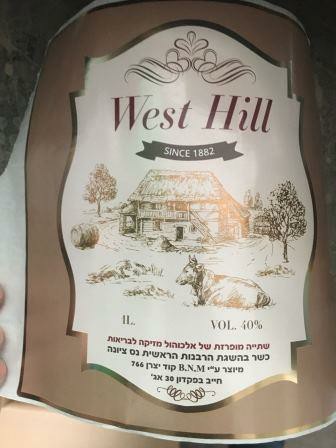 West Hill
SINCE 1882
1L. VOL. 40%
שתייה מופרזת של אלכוהול מזיקה לבריאות
כשר בהשגת הרבנות הראשית נס ציונה
מיוצר ע״י B.N.M קוד יצרן 766
חייב בפקדון 30 אג׳